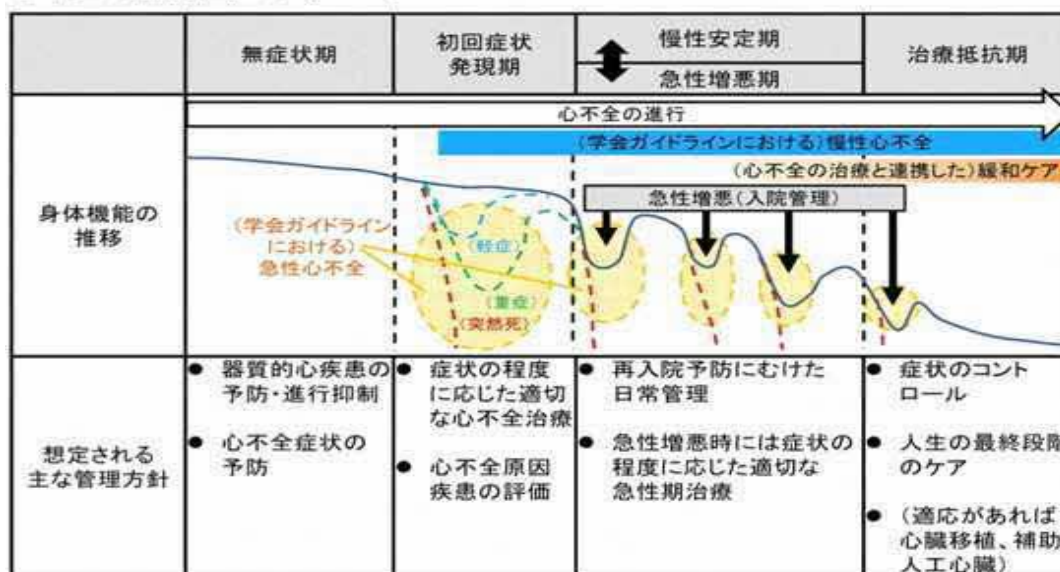 無症状期
初回症状
発現期
慢性安定期
急性増悪期
治療抵抗期
身体機能の
推移
心不全の進行
(学会ガイドラインにおける)慢性心不全
(心不全の治療と連携した)緩和ケア
急性増悪(入院管理)
(学会ガイドライン
における)
急性心不全
(軽症)
(重症)
(突然死)
想定される
主な管理方針
● 器質的心疾患の
予防・進行抑制
● 心不全症状の
予防
● 症状の程度
に応じた適切
な心不全治療
● 心不全原因
疾患の評価
● 再入院予防にむけた
日常管理
● 急性増悪時には症状の
程度に応じた適切な
急性期治療
● 症状のコント
ロール
● 人生の最終段階
のケア
● (適応があれば
心臓移植、補助
人工心臓)